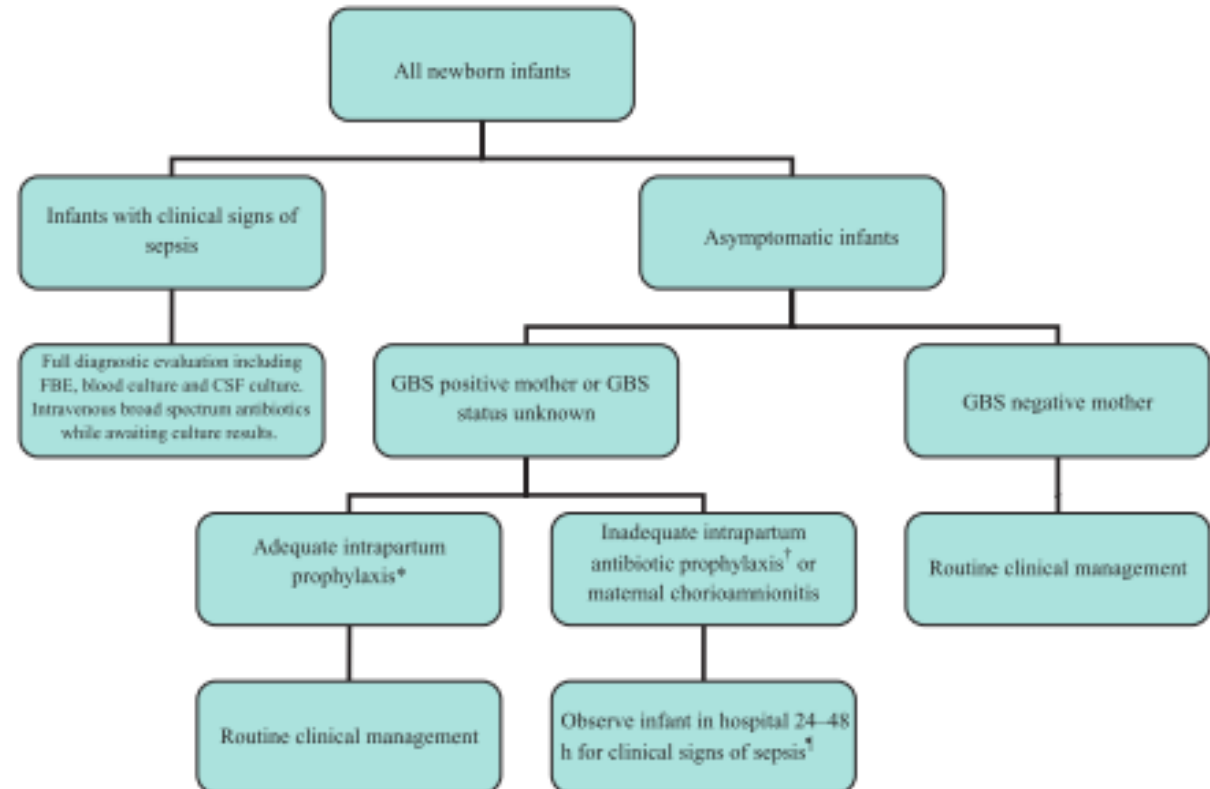 All newborn infants
Infants with clinical signs of
sepsis
Asymptomatic infants
Full diagnostic evaluation including
FBE, blood culture and CSF culture.
Intravenous broad spectrum antibiotics
while awaiting culture results.
GBS positive mother or GBS
status unknown
GBS negative mother
Adequate intrapartum
prophylaxis*
Inadequate intrapartum
antibiotic prophylaxis† or
maternal chorioamnionitis
Routine clinical management
Routine clinical management
Observe infant in hospital 24–48
h for clinical signs of sepsis¶